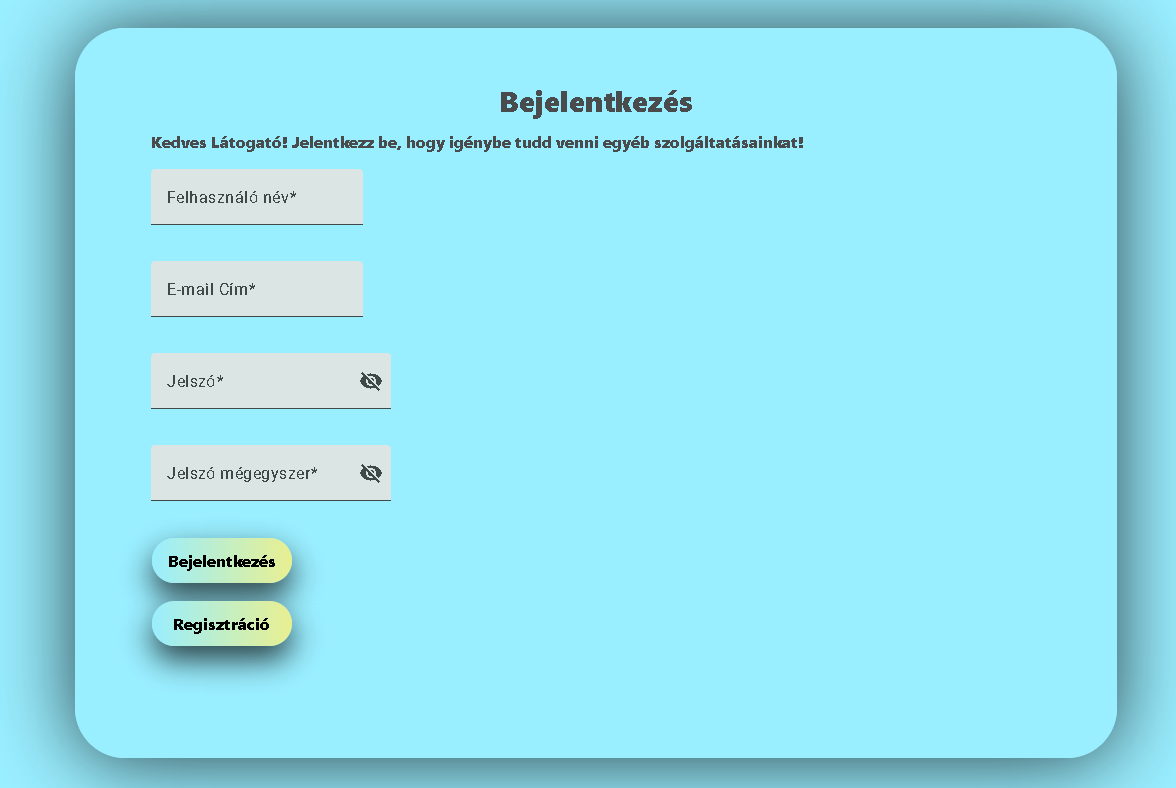 Bejelentkezés
Kedves Látogató! Jelentkezz be, hogy igénybe tudd venni egyéb szolgáltatásainkat!
Felhasználó név*
E-mail Cím*
Jelszó*
Jelszó mégegyszer*
Bejelentkezés
Regisztráció